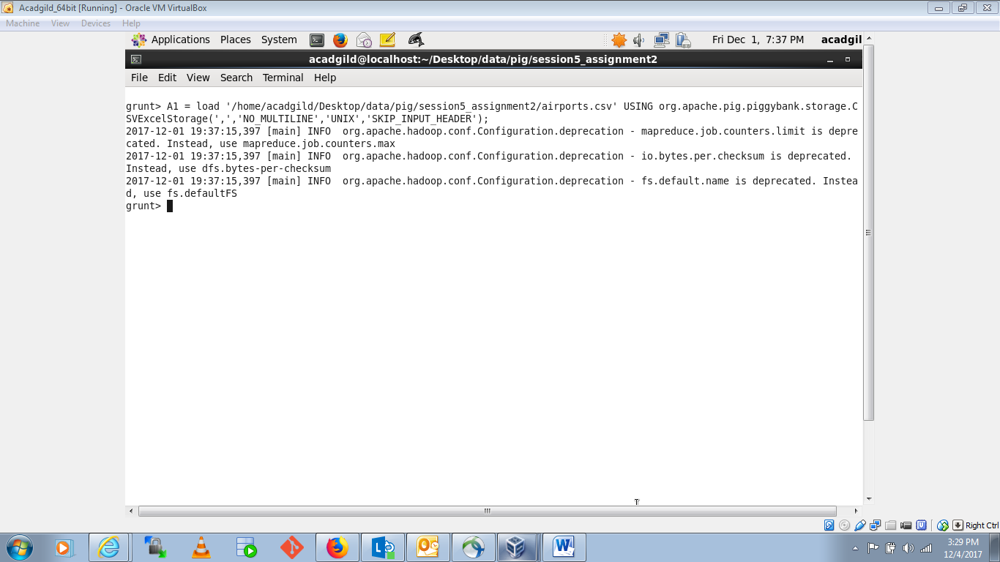 Acadgild_64bit [Running] - Oracle VM VirtualBox
Machine View Devices Help
Applications Places System
Fri Dec 1, 7:37 PM acadgil
acadgild@localhost:~/Desktop/data/pig/session5_assignment2
File Edit View Search Terminal Help
grunt> A1 = load '/home/acadgild/Desktop/data/pig/session5_assignment2/airports.csv' USING org.apache.pig.piggybank.storage.C
SVExcelStorage(',','NO_MULTILINE','UNIX','SKIP_INPUT_HEADER');
2017-12-01 19:37:15,397 [main] INFO  org.apache.hadoop.conf.Configuration.deprecation - mapreduce.job.counters.limit is depre
cated. Instead, use mapreduce.job.counters.max
2017-12-01 19:37:15,397 [main] INFO  org.apache.hadoop.conf.Configuration.deprecation - io.bytes.per.checksum is deprecated.
Instead, use dfs.bytes-per-checksum
2017-12-01 19:37:15,397 [main] INFO  org.apache.hadoop.conf.Configuration.deprecation - fs.default.name is deprecated. Instea
d, use fs.defaultFS
grunt>
Right Ctrl
3:29 PM
12/4/2017